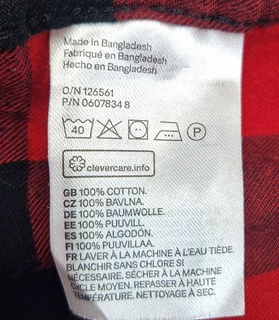 Made in Bangladesh
Fabriqué en Bangladesh
Hecho en Bangladesh
O/N 126561
P/N 0607834 8
40
P
clevercare.info
GB 100% COTTON.
CZ 100% BAVLNA.
DE 100% BAUMWOLLE.
EE 100% PUUVILL.
ES 100% ALGODÓN.
FI 100% PUUVILLAA.
FR LAVER À LA MACHINE À L'EAU TIÈDE.
BLANCHIR SANS CHLORE SI
NÉCESSAIRE. SÉCHER À LA MACHINE
CYCLE MOYEN. REPASSER À HAUTE
TEMPÉRATURE. NETTOYAGE À SEC.